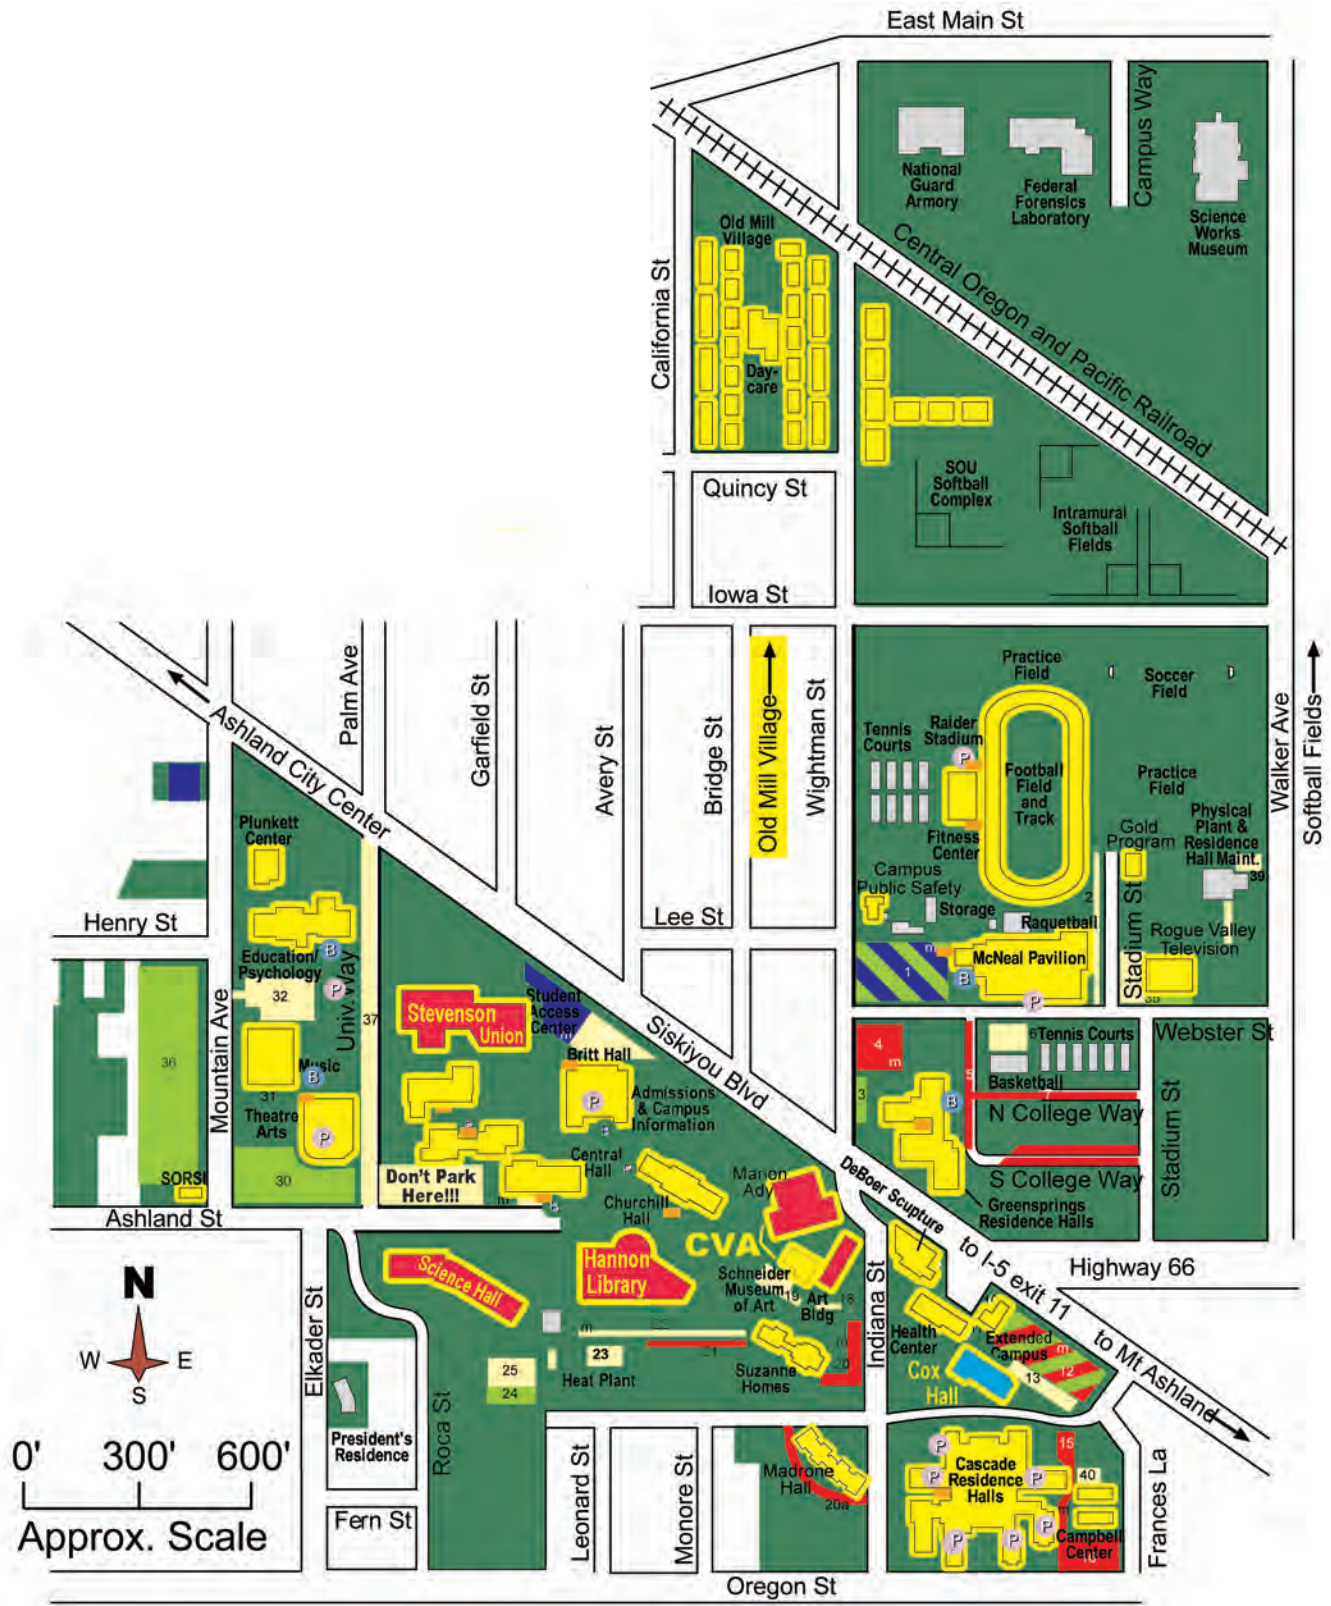 East Main St
Campus Way
National
Guard
Armory
Federal
Forensics
Laboratory
Science
Works
Museum
Old Mill
Village
Central Oregon and Pacific Railroad
California St
Day-
care
SOU
Softball
Complex
Quincy St
Intramural
Softball
Fields
Iowa St
Palm Ave
Garfield St
Avery St
Bridge St
Old Mill Village
Wightman St
Practice
Field
Soccer
Field
Walker Ave
Softball Fields
Ashland City Center
Tennis
Courts
Raider
Stadium
P
Football
Field
and
Track
Practice
Field
Fitness
Center
Gold
Program
Physical
Plant &
Residence
Hall Maint.
39
Plunkett
Center
Campus
Public Safety
2
Storage
Raquetball
Stadium St
Rogue Valley
Television
Henry St
Lee St
B
Education/
Psychology
m
McNeal Pavilion
1
B
P
35
32
P
Univ. Way
37
Stevenson
Union
Student
Access
Center
m
Siskiyou Blvd
Webster St
36
Mountain Ave
Music
B
31
Theatre
Arts
P
Britt Hall
P
Admissions
& Campus
Information
4
m
3
5
6
Tennis Courts
Basketball
7
B
N College Way
S College Way
Stadium St
Greensprings
Residence Halls
SORSI
30
Don't Park
Here!!!
m
Central
Hall
Churchill
Hall
Marion
Ady
DeBoer Scupture
Ashland St
to I-5 exit 11
Highway 66
CVA
Science Hall
Hannon
Library
Schneider
Museum
of Art
19
Art
Bldg
18
Indiana St
N
W
E
S
Elkader St
Health
Center
Extended
Campus
m
12
13
to Mt Ashland
m
21
23
Heat Plant
25
24
Suzanne
Homes
m
20
Cox
Hall
President's
Residence
Roca St
0'
300'
600'
Approx. Scale
Fern St
Leonard St
Monore St
Madrone
Hall
20a
P
P
Cascade
Residence
Halls
P
15
40
m
P
P
P
Campbell
Center
Frances La
Oregon St